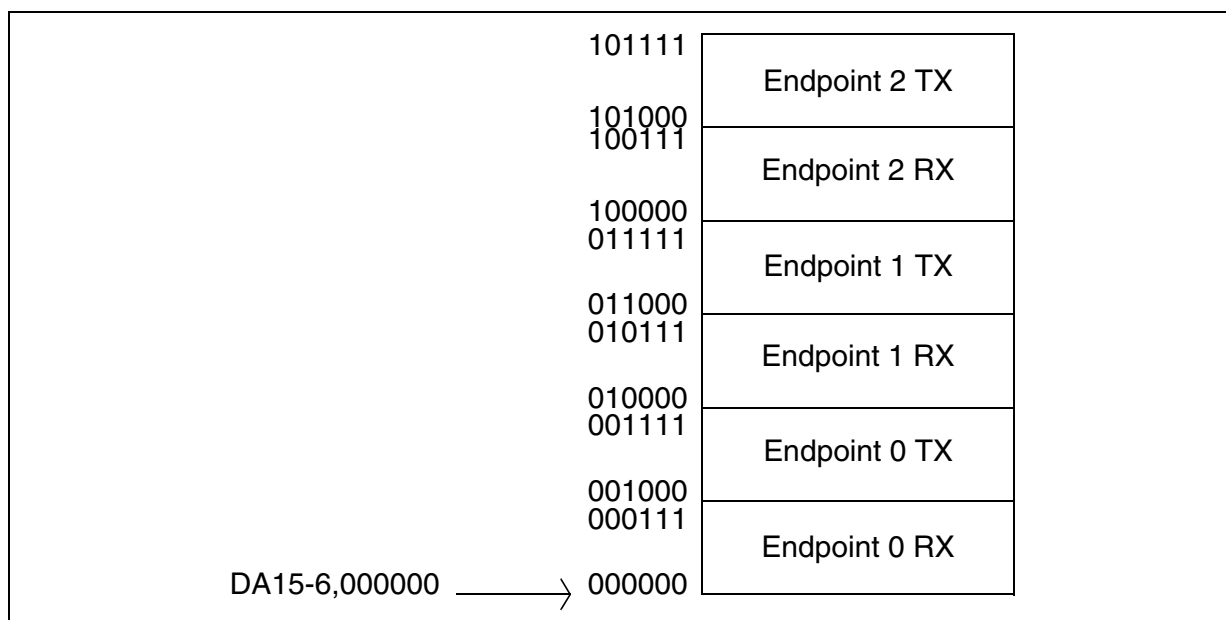 101111
Endpoint 2 TX
101000
100111
Endpoint 2 RX
100000
011111
Endpoint 1 TX
011000
010111
Endpoint 1 RX
010000
001111
Endpoint 0 TX
001000
000111
Endpoint 0 RX
DA15-6,000000 000000